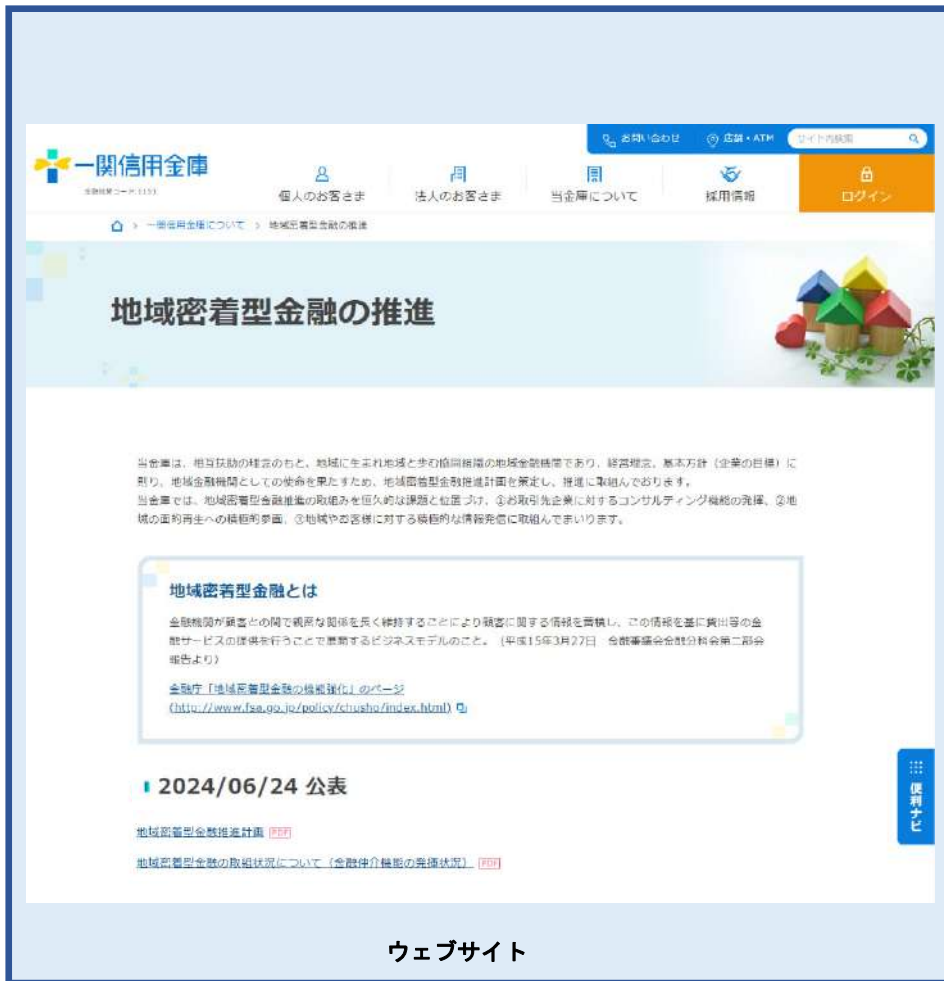 お問い合わせ
店舗・ATM
サイト内検索
一関信用金庫
金融機関コード:1153
個人のお客さま
法人のお客さま
当金庫について
採用情報
ログイン
> 一関信用金庫について > 地域密着型金融の推進
地域密着型金融の推進
当金庫は、相互扶助の理念のもと、地域に生まれ地域と歩む協同組織の地域金融機関であり、経営理念、基本方針（企業の目標）に
則り、地域金融機関としての使命を果たすため、地域密着型金融推進計画を策定し、推進に取組んでおります。
当金庫では、地域密着型金融推進の取組みを恒久的な課題と位置づけ、①お取引先企業に対するコンサルティング機能の発揮、②地
域の面的再生への積極的参画、③地域やお客様に対する積極的な情報発信に取組んでまいります。
地域密着型金融とは
金融機関が顧客との間で親密な関係を長く維持することにより顧客に関する情報を蓄積し、この情報を基に貸出等の金
融サービスの提供を行うことで展開するビジネスモデルのこと。（平成15年3月27日 金融審議会金融分科会第二部会
報告より）
金融庁「地域密着型金融の機能強化」のページ
(http://www.fsa.go.jp/policy/chusho/index.html)
2024/06/24 公表
地域密着型金融推進計画 PDF
地域密着型金融の取組状況について（金融仲介機能の発揮状況） PDF
便利ナビ
ウェブサイト